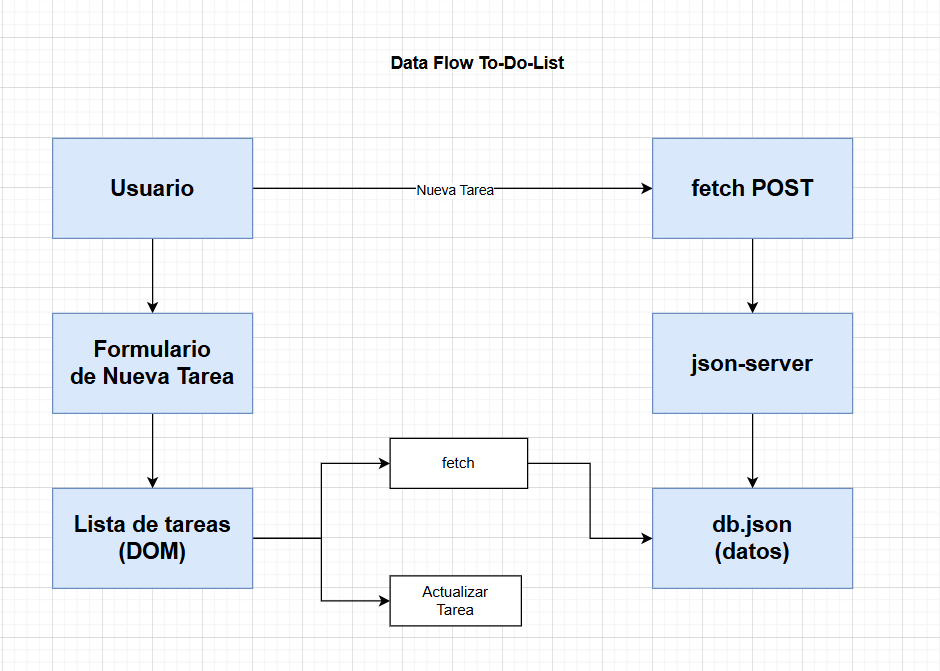 Data Flow To-Do-List
Usuario
Nueva Tarea
fetch POST
Formulario
de Nueva Tarea
json-server
fetch
Lista de tareas
(DOM)
db.json
(datos)
Actualizar
Tarea